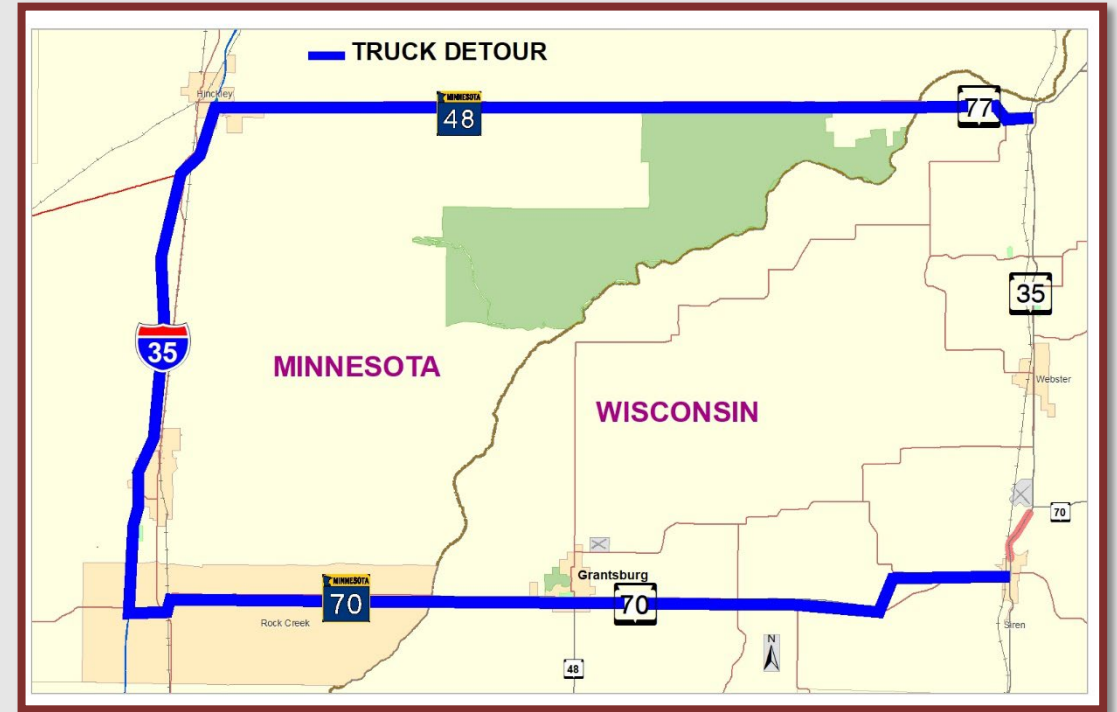 TRUCK DETOUR
Hinckley
MINNESOTA
48
77
35
35
MINNESOTA
WISCONSIN
Webster
70
Grantsburg
MINNESOTA
70
70
Rock Creek
Siren
N
48